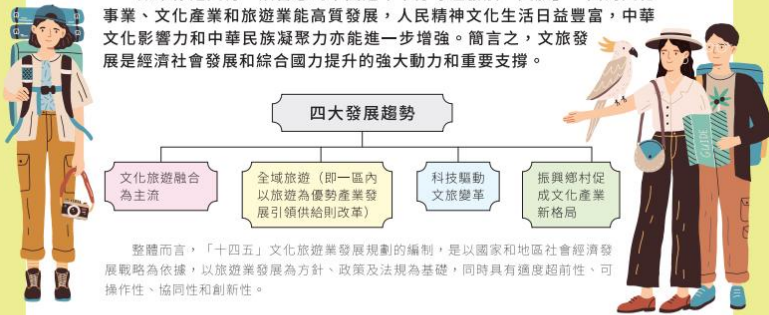 事業、文化產業和旅遊業能高質發展，人民精神文化生活日益豐富，中華
文化影響力和中華民族凝聚力亦能進一步增強。簡言之，文旅發
展是經濟社會發展和綜合國力提升的強大動力和重要支撐。
四大發展趨勢
文化旅遊融合
為主流
全域旅遊（即一區內
以旅遊為優勢產業發
展引領供給則改革）
科技驅動
文旅變革
振興鄉村促
成文化產業
新格局
GUIDE
整體而言，「十四五」文化旅遊業發展規劃的編制，是以國家和地區社會經濟發
展戰略為依據，以旅遊業發展為方針、政策及法規為基礎，同時具有適度超前性、可
操作性、協同性和創新性。